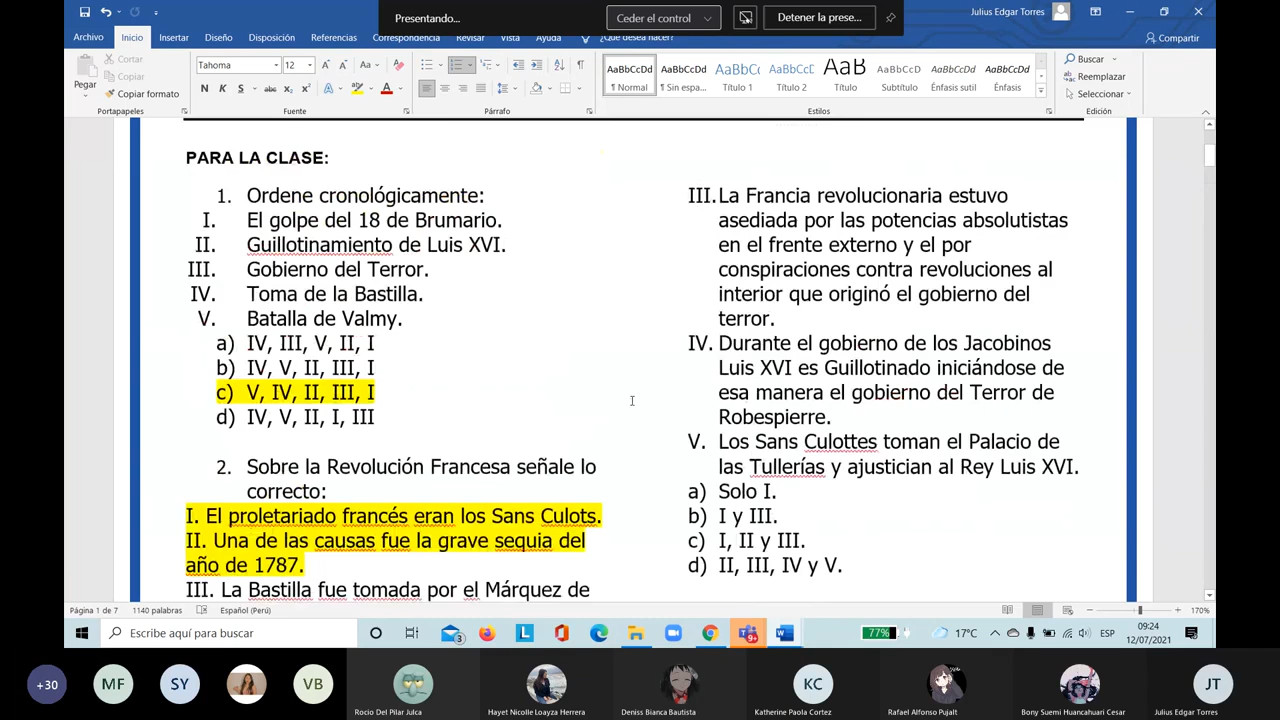 Presentando...
Ceder el control
Detener la prese...
Julius Edgar Torres
Archivo
Inicio
Insertar
Diseño
Disposición
Referencias
Correspondencia
Revisar
Vista
Ayuda
¿Qué desea hacer?
Compartir
Pegar
Cortar
Copiar
Copiar formato
Portapapeles
Tahoma
12
Fuente
Párrafo
AaBbCcDd
¶ Normal
AaBbCcDd
¶ Sin espa...
AaBbCc
Título 1
AaBbCcC
Título 2
AaB
Título
AaBbCcD
Subtítulo
AaBbCcDd
Énfasis sutil
AaBbCcDd
Énfasis
Estilos
Buscar
Reemplazar
Seleccionar
Edición
PARA LA CLASE:
1. Ordene cronológicamente:
I. El golpe del 18 de Brumario.
II. Guillotinamiento de Luis XVI.
III. Gobierno del Terror.
IV. Toma de la Bastilla.
V. Batalla de Valmy.
a) IV, III, V, II, I
b) IV, V, II, III, I
c) V, IV, II, III, I
d) IV, V, II, I, III
2. Sobre la Revolución Francesa señale lo
correcto:
I. El proletariado francés eran los Sans Culots.
II. Una de las causas fue la grave sequia del
año de 1787.
III. La Bastilla fue tomada por el Márquez de
III. La Francia revolucionaria estuvo
asediada por las potencias absolutistas
en el frente externo y el por
conspiraciones contra revoluciones al
interior que originó el gobierno del
terror.
IV. Durante el gobierno de los Jacobinos
Luis XVI es Guillotinado iniciándose de
esa manera el gobierno del Terror de
Robespierre.
V. Los Sans Culottes toman el Palacio de
las Tullerías y ajustician al Rey Luis XVI.
a) Solo I.
b) I y III.
c) I, II y III.
d) II, III, IV y V.
Página 1 de 7
1140 palabras
Español (Perú)
170%
Escribe aquí para buscar
77%
17°C
ESP
09:24
12/07/2021
+30
MF
SY
VB
Rocio Del Pilar Julca
Hayet Nicolle Loayza Herrera
Deniss Bianca Bautista
KC
Katherine Paola Cortez
Rafael Alfonso Pujalt
Bony Suemi Huancahuari Cesar
JT
Julius Edgar Torres